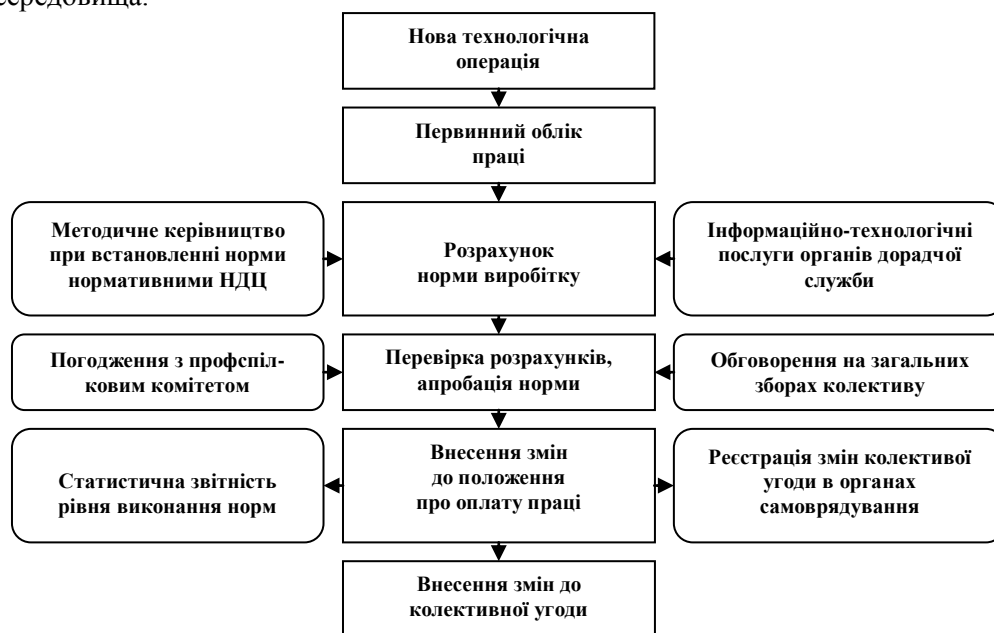 середовища.
Нова технологічна
операція
Первинний облік
праці
Методичне керівництво
при встановленні норми
нормативними НДЦ
Розрахунок
норми виробітку
Інформаційно-технологічні
послуги органів дорадчої
служби
Погодження з профспіл-
ковим комітетом
Перевірка розрахунків,
апробація норми
Обговорення на загальних
зборах колективу
Статистична звітність
рівня виконання норм
Внесення змін
до положення
про оплату праці
Реєстрація змін колективої
угоди в органах
самоврядування
Внесення змін до
колективної угоди